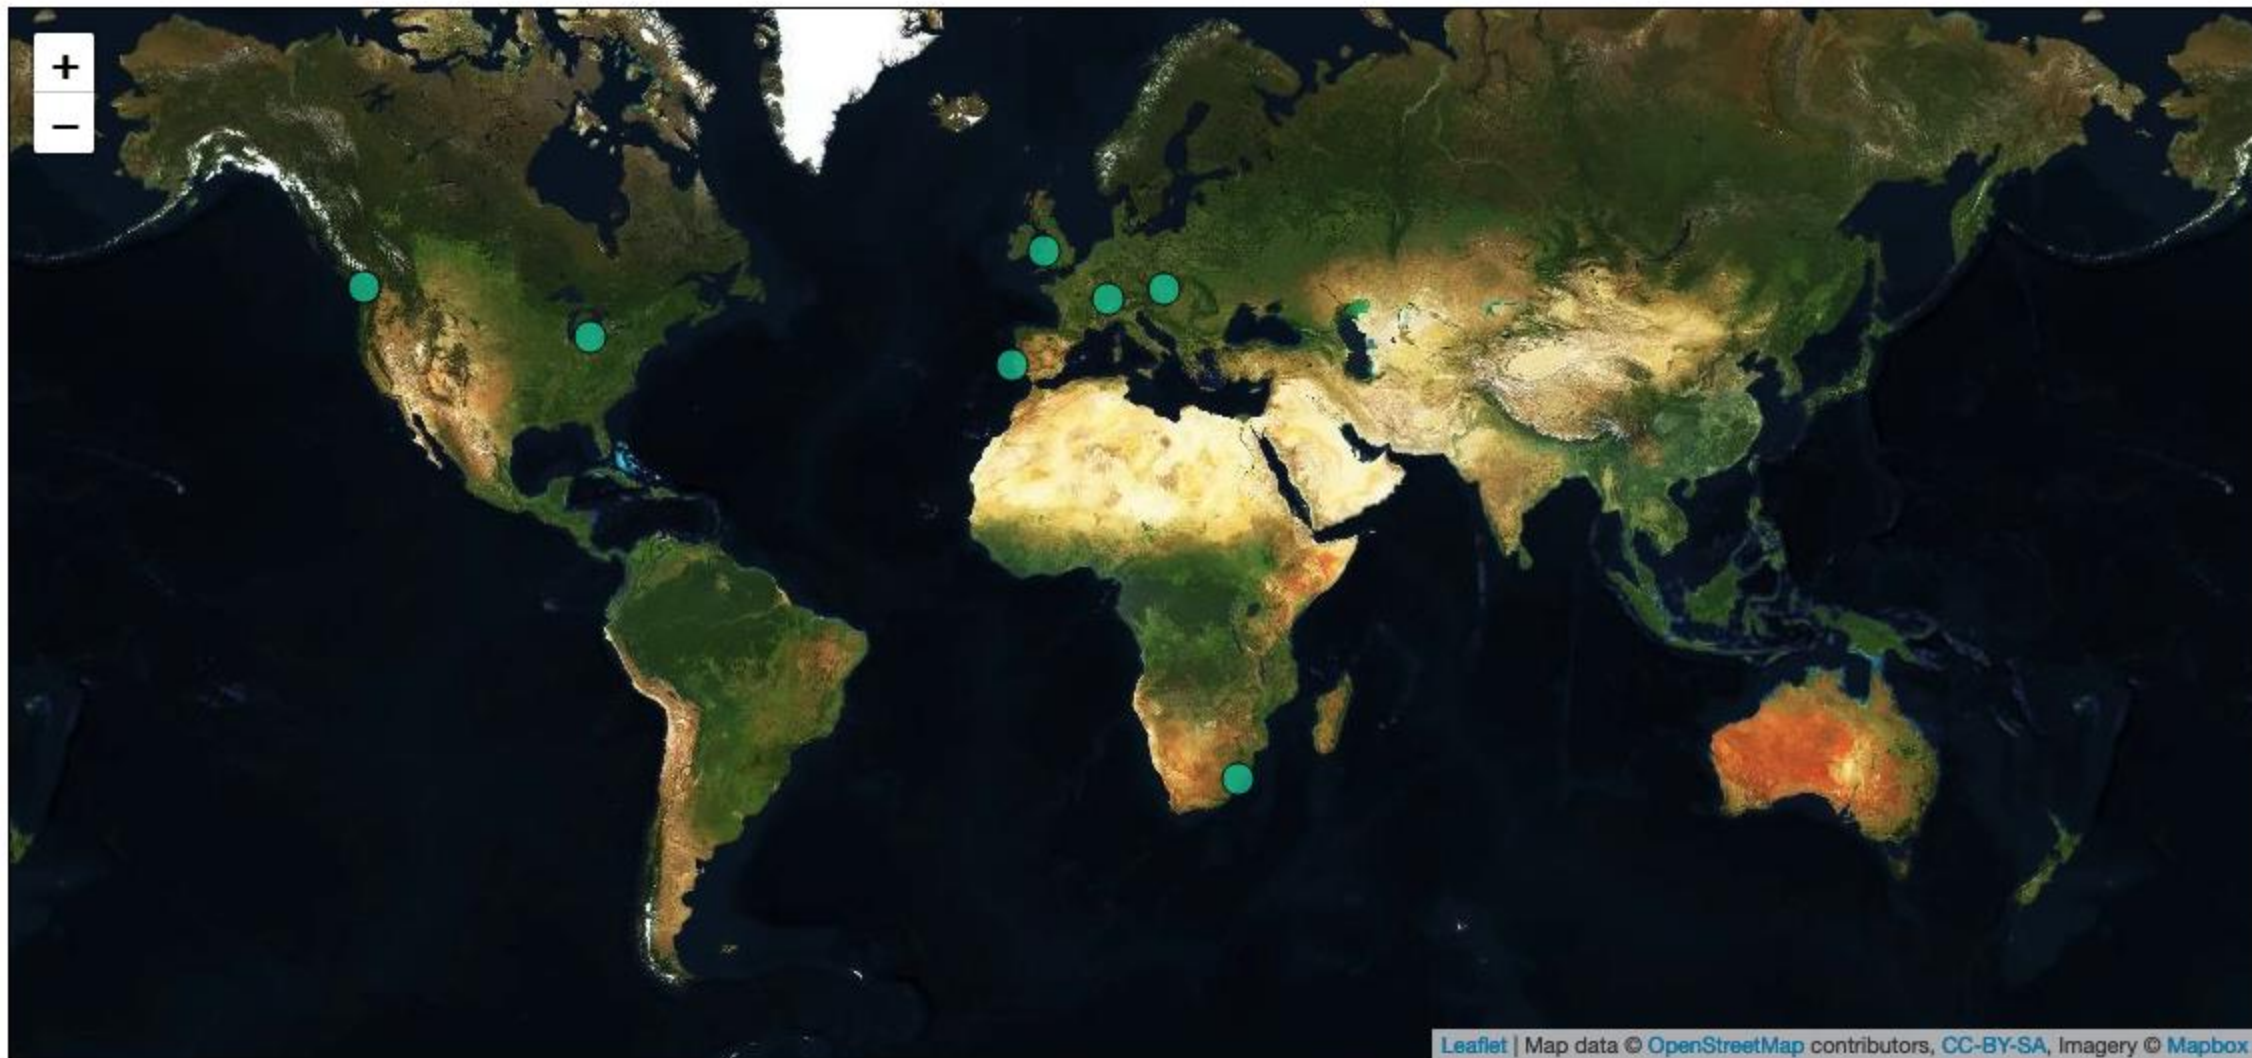 +
−
Leaflet | Map data © OpenStreetMap contributors, CC-BY-SA, Imagery © Mapbox